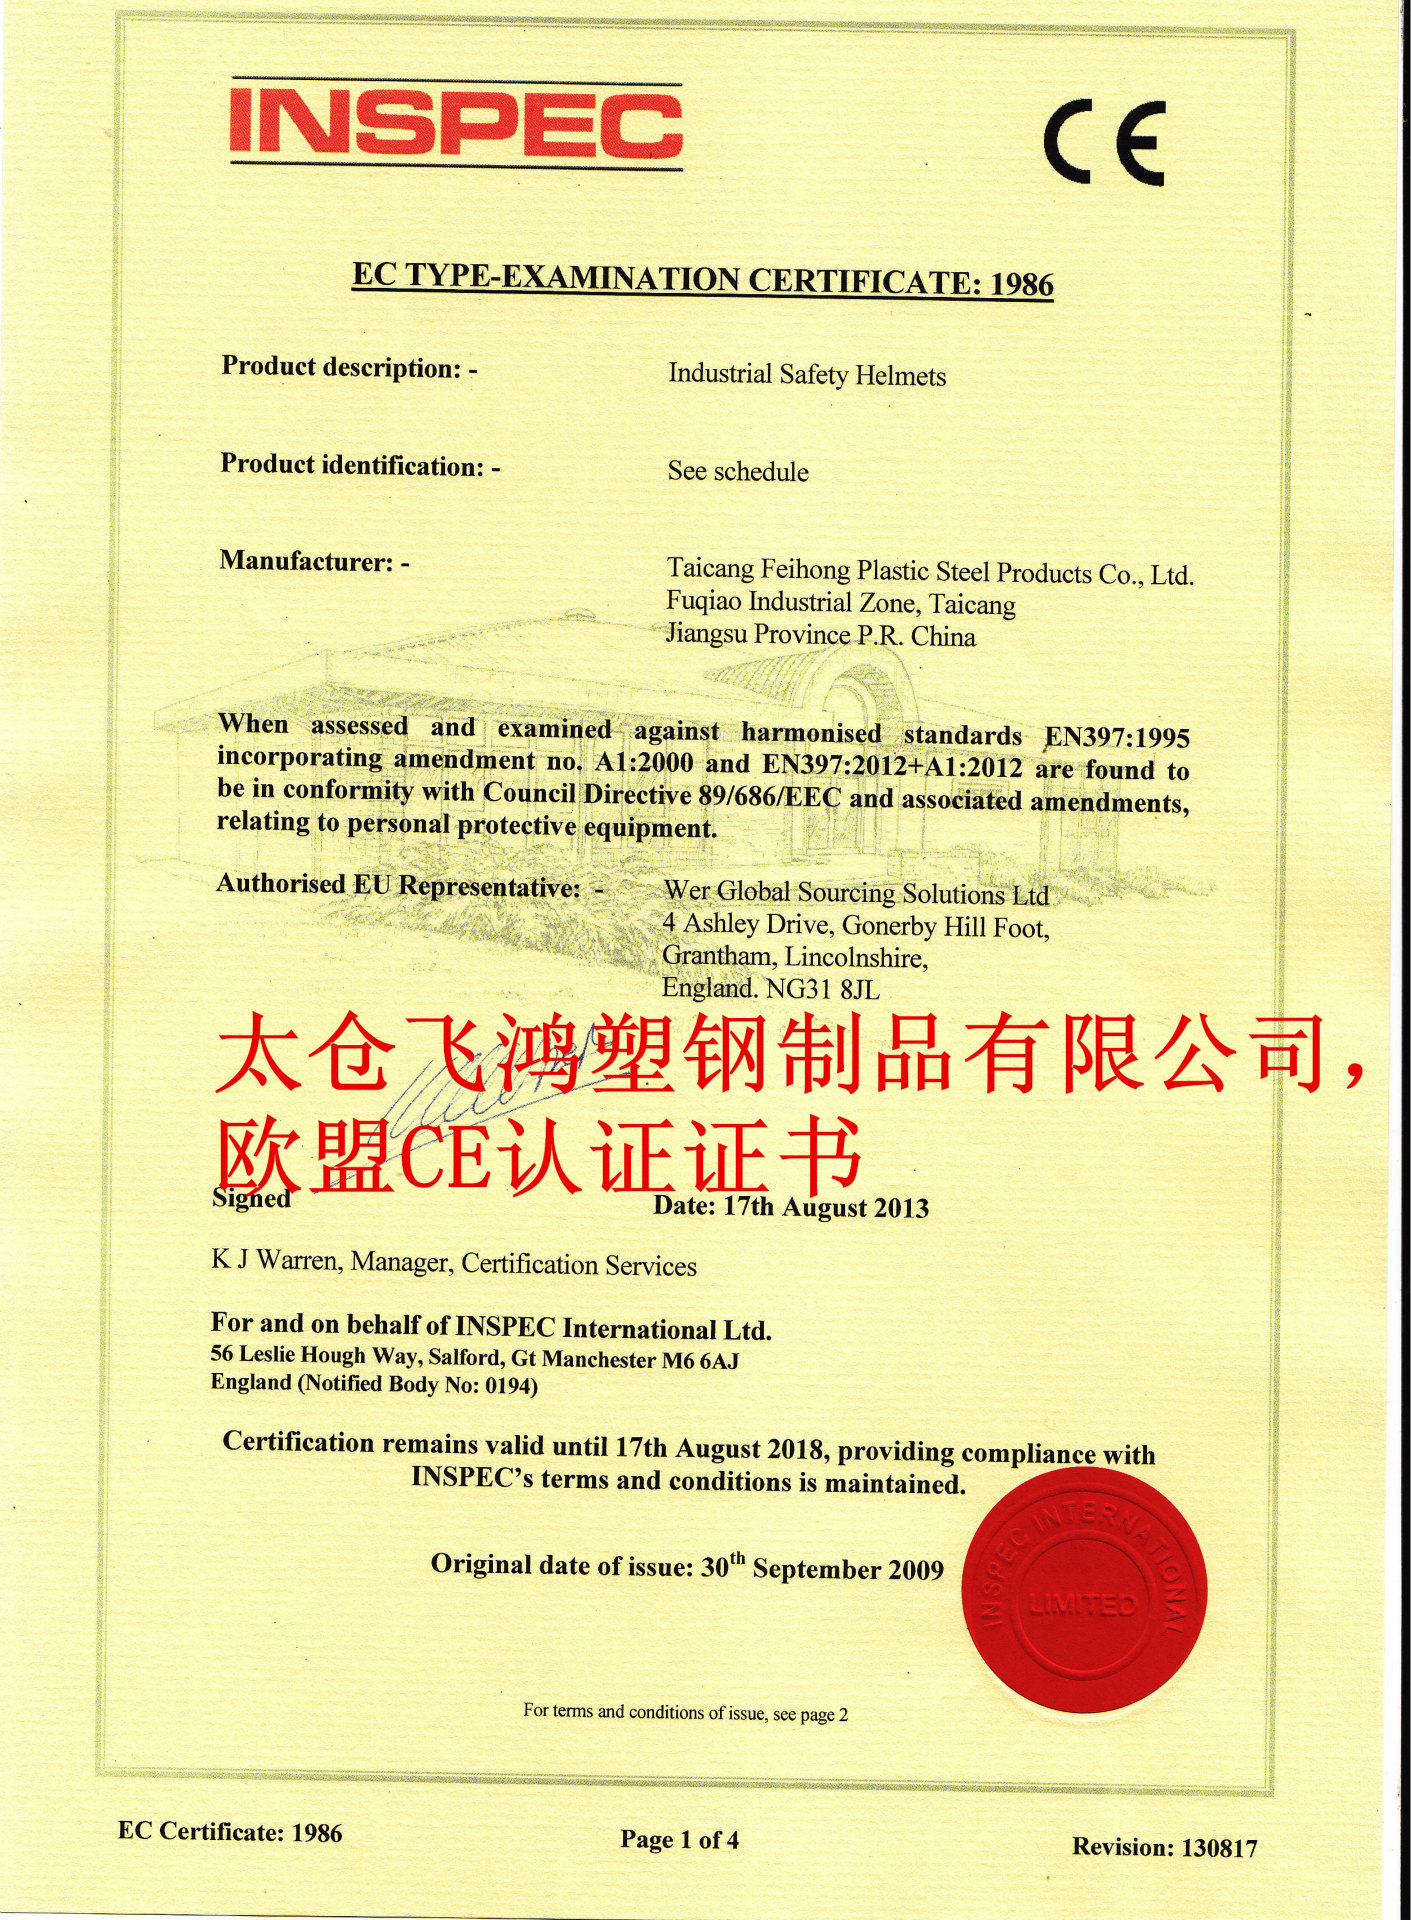 INSPEC
CE
EC TYPE-EXAMINATION CERTIFICATE: 1986
Product description: - Industrial Safety Helmets
Product identification: - See schedule
Manufacturer: - Taicang Feihong Plastic Steel Products Co., Ltd.
Fuqiao Industrial Zone, Taicang
Jiangsu Province P.R. China
When assessed and examined against harmonised standards EN397:1995
incorporating amendment no. A1:2000 and EN397:2012+A1:2012 are found to
be in conformity with Council Directive 89/686/EEC and associated amendments,
relating to personal protective equipment.
Authorised EU Representative: - Wer Global Sourcing Solutions Ltd
4 Ashley Drive, Gonerby Hill Foot,
Grantham, Lincolnshire,
England. NG31 8JL
太仓飞鸿塑钢制品有限公司，
欧盟CE认证证书
Signed Date: 17th August 2013
K J Warren, Manager, Certification Services
For and on behalf of INSPEC International Ltd.
56 Leslie Hough Way, Salford, Gt Manchester M6 6AJ
England (Notified Body No: 0194)
Certification remains valid until 17th August 2018, providing compliance with
INSPEC's terms and conditions is maintained.
Original date of issue: 30th September 2009
INSPEC INTERNATIONAL
LIMITED
For terms and conditions of issue, see page 2
EC Certificate: 1986 Page 1 of 4 Revision: 130817